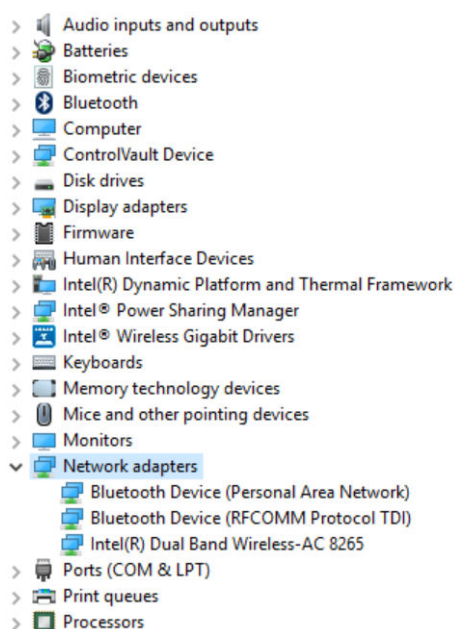 Audio inputs and outputs
Batteries
Biometric devices
Bluetooth
Computer
ControlVault Device
Disk drives
Display adapters
Firmware
Human Interface Devices
Intel(R) Dynamic Platform and Thermal Framework
Intel® Power Sharing Manager
Intel® Wireless Gigabit Drivers
Keyboards
Memory technology devices
Mice and other pointing devices
Monitors
Network adapters
Bluetooth Device (Personal Area Network)
Bluetooth Device (RFCOMM Protocol TDI)
Intel(R) Dual Band Wireless-AC 8265
Ports (COM & LPT)
Print queues
Processors